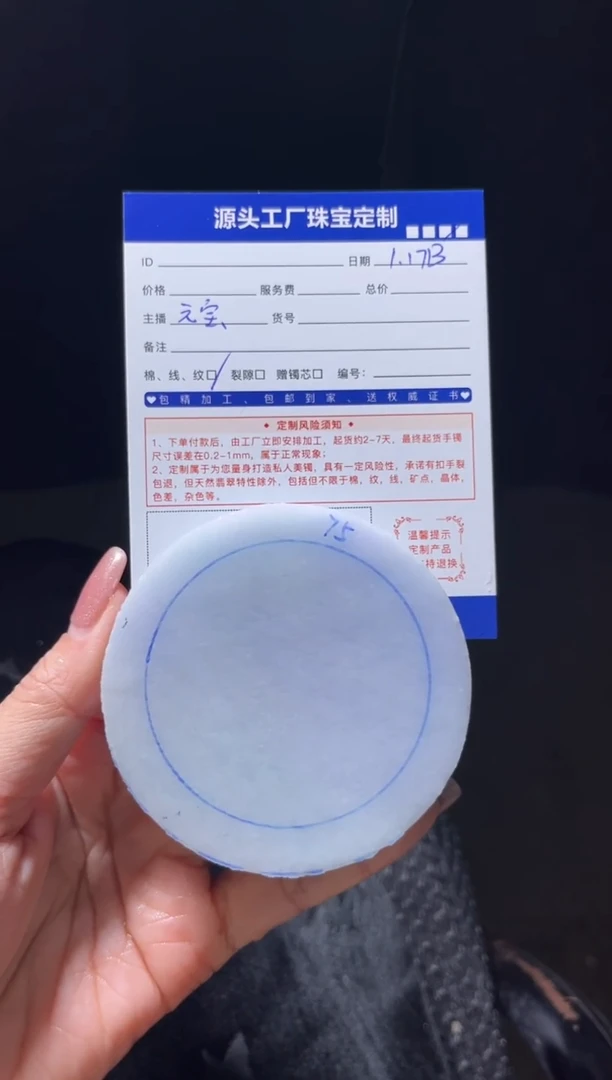 源头工厂珠宝定制
ID 日期 1.17B
价格 服务费 总价
主播 元宝、 货号
备注
棉、线、纹口 裂隙口 赠镯芯口 编号：
包精加工、包邮到家、送权威证书
定制风险须知
1、下单付款后，由工厂立即安排加工，起货约2-7天，最终起货手镯
尺寸误差在0.2-1mm，属于正常现象；
2、定制属于为您量身打造私人美镯，具有一定风险性，承诺有扣手裂
包退，但天然翡翠特性除外，包括但不限于棉，纹，线，矿点，晶体，
色差，杂色等。
温馨提示
定制产品
持退换
75